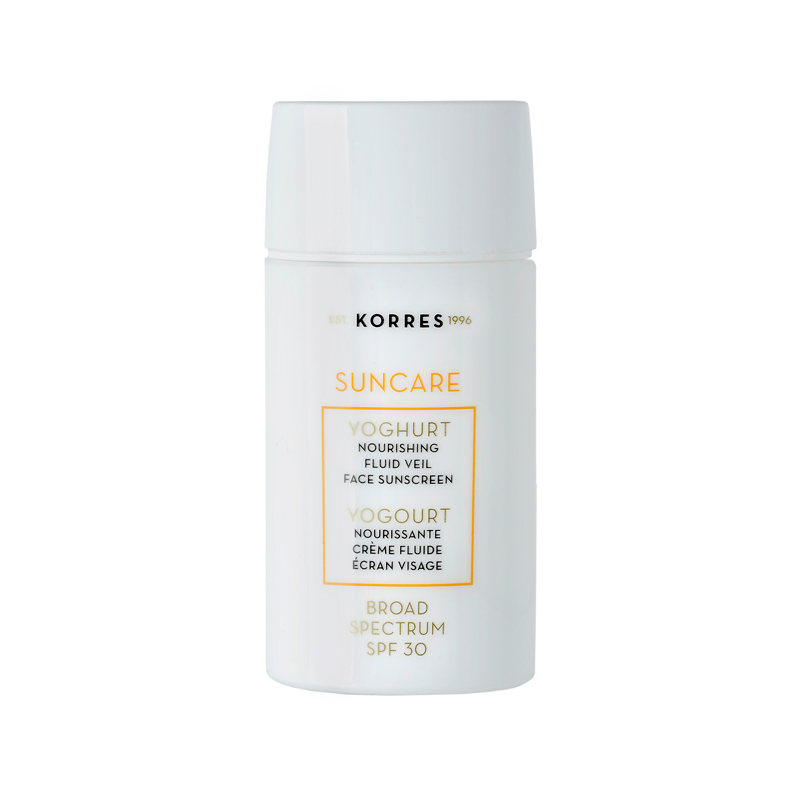 EST. KORRES 1996
SUNCARE
YOGHURT
NOURISHING
FLUID VEIL
FACE SUNSCREEN
YOGOURT
NOURISSANTE
CRÈME FLUIDE
ÉCRAN VISAGE
BROAD
SPECTRUM
SPF 30